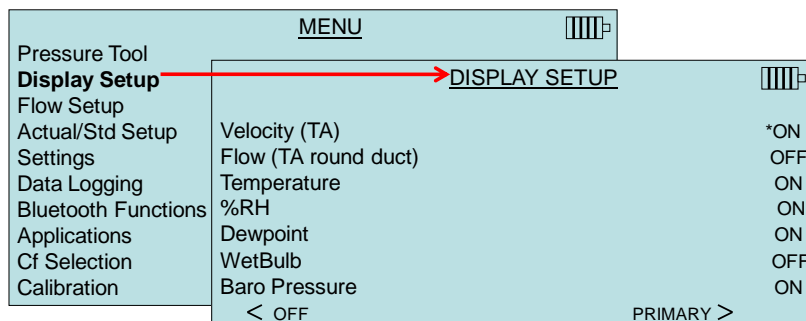 MENU
Pressure Tool
Display Setup
Flow Setup
Actual/Std Setup
Settings
Data Logging
Bluetooth Functions
Applications
Cf Selection
Calibration
DISPLAY SETUP
Velocity (TA) *ON
Flow (TA round duct) OFF
Temperature ON
%RH ON
Dewpoint ON
WetBulb OFF
Baro Pressure ON
< OFF PRIMARY >